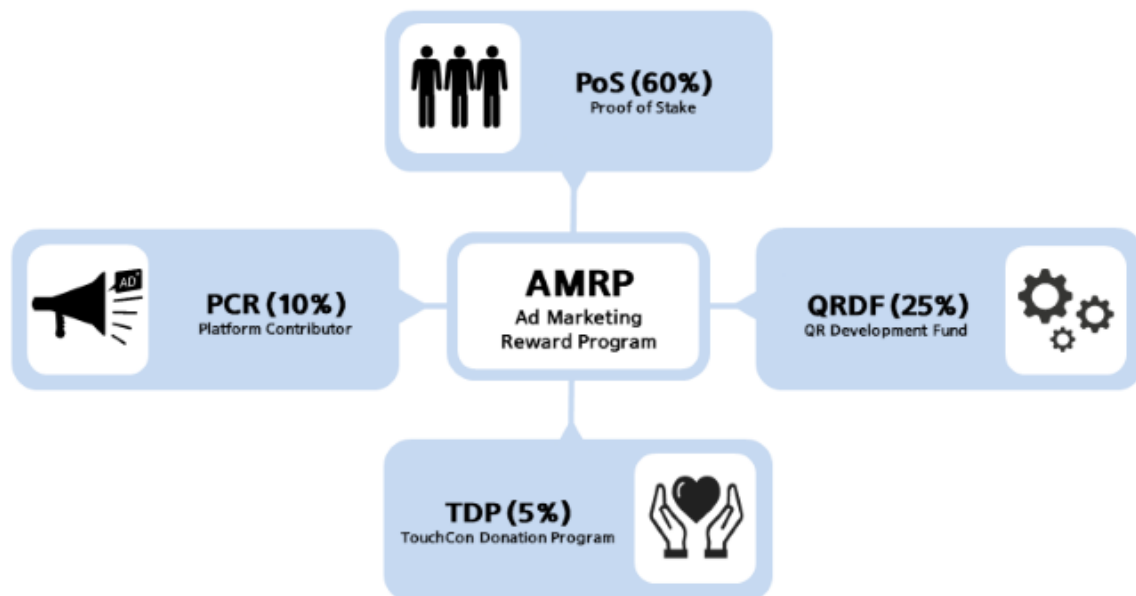 PoS (60%)
Proof of Stake
AD
PCR (10%)
Platform Contributor
AMRP
Ad Marketing
Reward Program
QRDF (25%)
QR Development Fund
TDP (5%)
TouchCon Donation Program